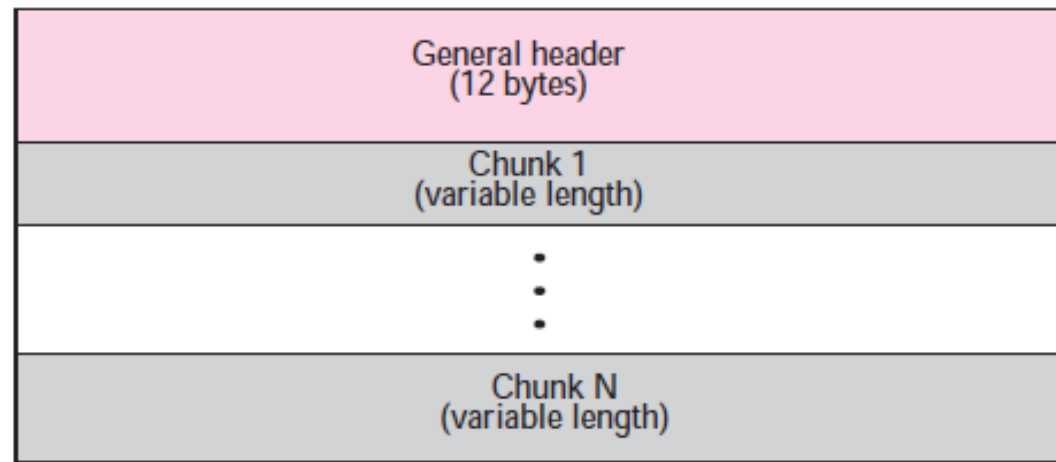 General header
(12 bytes)
Chunk 1
(variable length)
Chunk N
(variable length)